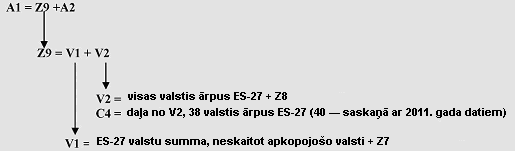 A1 = Z9 +A2
Z9 = V1 + V2
V2 = visas valstis ārpus ES-27 + Z8
C4 = daļa no V2, 38 valstis ārpus ES-27 (40 — saskaņā ar 2011. gada datiem)
V1 = ES-27 valstu summa, neskaitot apkopojošo valsti + Z7